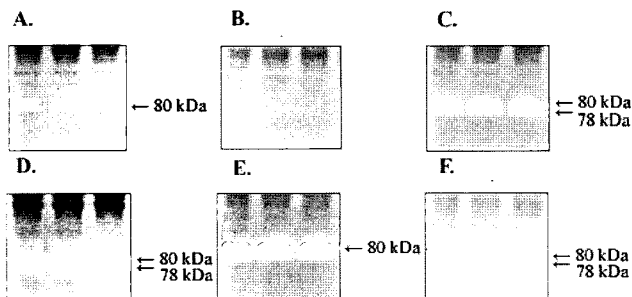 A.
B.
C.
← 80 kDa
← 80 kDa
← 78 kDa
D.
E.
F.
← 80 kDa
← 78 kDa
← 80 kDa
← 80 kDa
← 78 kDa